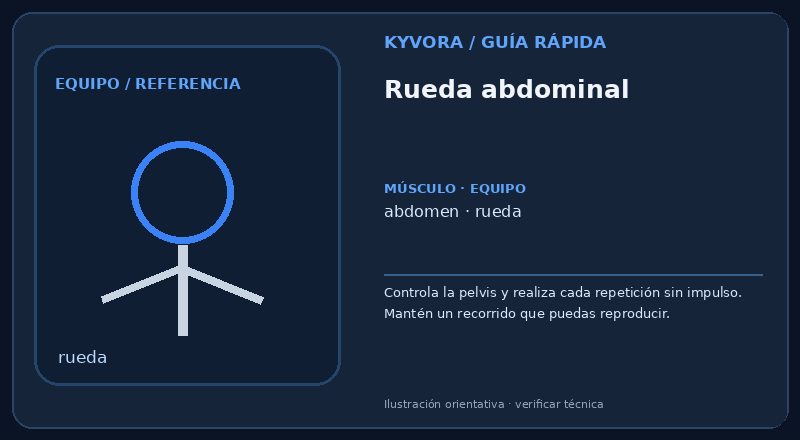 EQUIPO / REFERENCIA
rueda
KYVORA / GUÍA RÁPIDA
Rueda abdominal
MÚSCULO · EQUIPO
abdomen · rueda
Controla la pelvis y realiza cada repetición sin impulso.
Mantén un recorrido que puedas reproducir.
Ilustración orientativa · verificar técnica